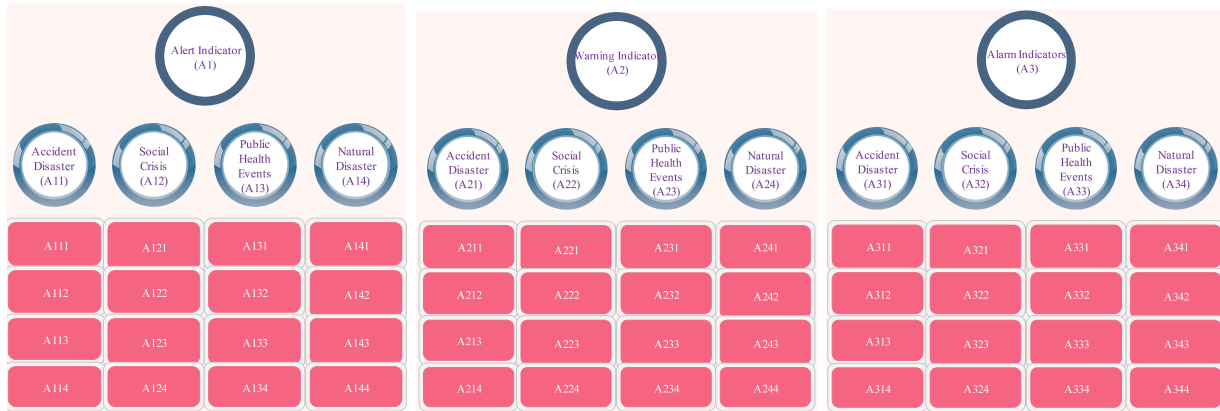 Alert Indicator
(A1)
Accident
Disaster
(A11)
Social
Crisis
(A12)
Public
Health
Events
(A13)
Natural
Disaster
(A14)
A111
A121
A131
A141
A112
A122
A132
A142
A113
A123
A133
A143
A114
A124
A134
A144
Warning Indicator
(A2)
Accident
Disaster
(A21)
Social
Crisis
(A22)
Public
Health
Events
(A23)
Natural
Disaster
(A24)
A211
A221
A231
A241
A212
A222
A232
A242
A213
A223
A233
A243
A214
A224
A234
A244
Alarm Indicators
(A3)
Accident
Disaster
(A31)
Social
Crisis
(A32)
Public
Health
Events
(A33)
Natural
Disaster
(A34)
A311
A321
A331
A341
A312
A322
A332
A342
A313
A323
A333
A343
A314
A324
A334
A344